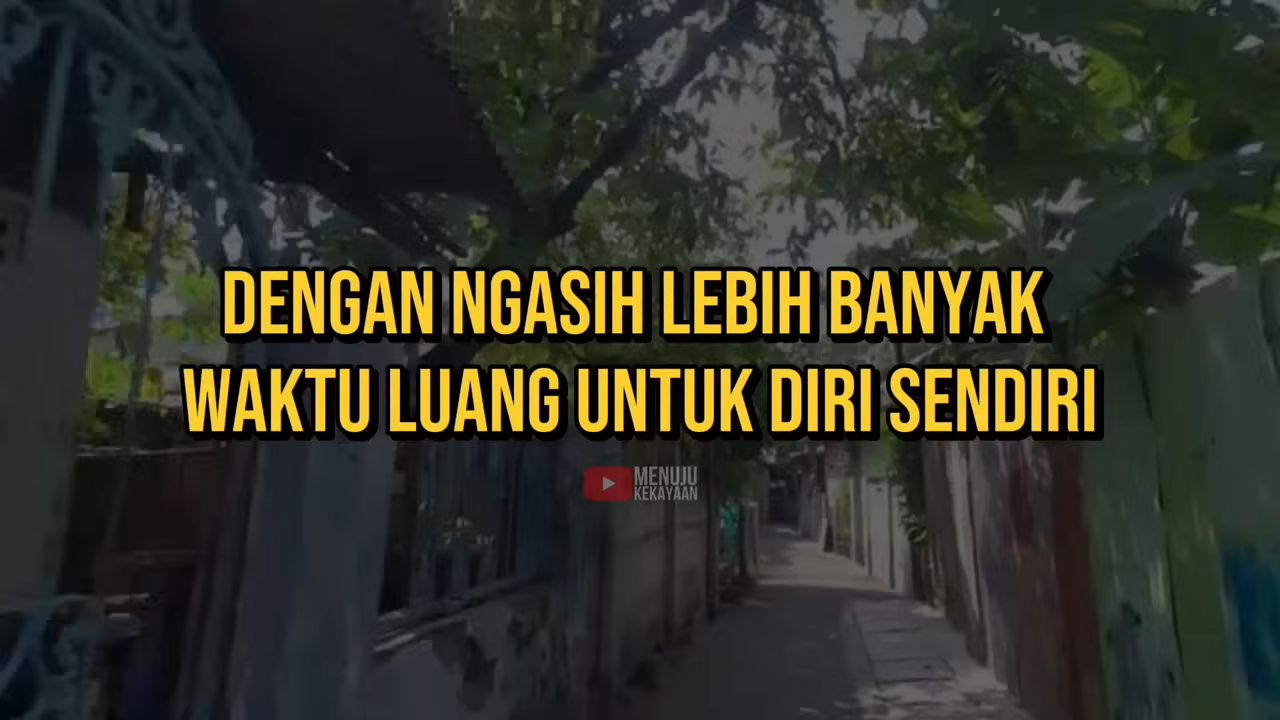 DENGAN NGASIH LEBIH BANYAK
WAKTU LUANG UNTUK DIRI SENDIRI
MENUJU
KEKAYAAN